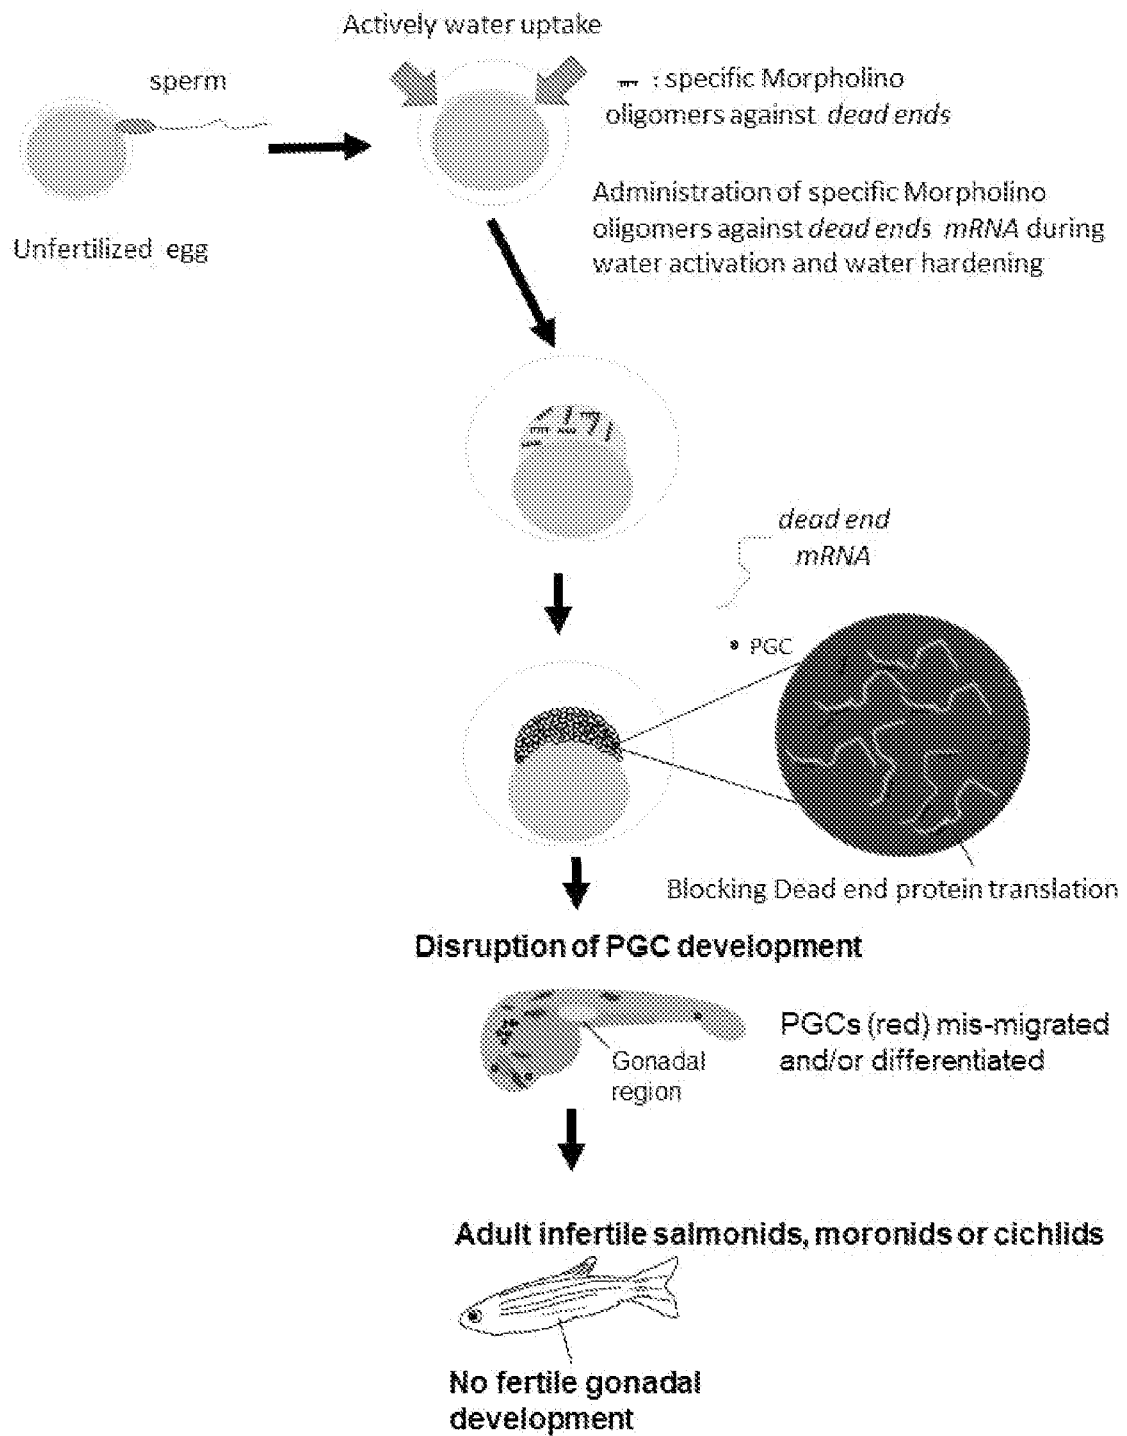 Actively water uptake
sperm
: specific Morpholino
oligomers against dead ends
Unfertilized egg
Administration of specific Morpholino
oligomers against dead ends mRNA during
water activation and water hardening
dead end
mRNA
PGC
Blocking Dead end protein translation
Disruption of PGC development
PGCs (red) mis-migrated
and/or differentiated
Gonadal
region
Adult infertile salmonids, moronids or cichlids
No fertile gonadal
development